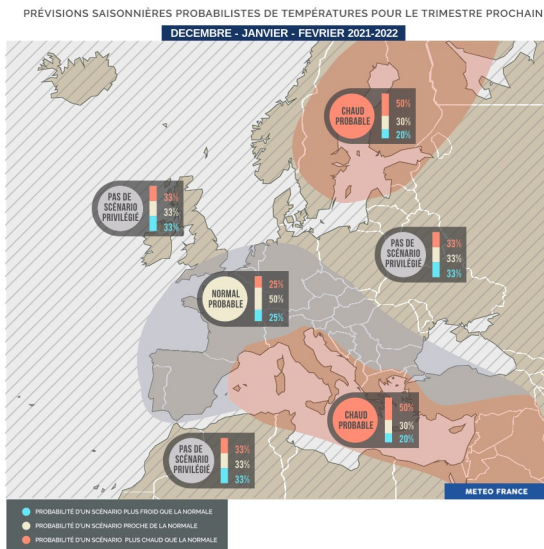 PRÉVISIONS SAISONNIÈRES PROBABILISTES DE TEMPÉRATURES POUR LE TRIMESTRE PROCHAIN
DECEMBRE - JANVIER - FEVRIER 2021-2022
CHAUD
PROBABLE
50%
30%
20%
PAS DE
SCÉNARIO
PRIVILÉGIÉ
33%
33%
33%
PAS DE
SCÉNARIO
PRIVILÉGIÉ
33%
33%
33%
NORMAL
PROBABLE
25%
50%
25%
CHAUD
PROBABLE
50%
30%
20%
PAS DE
SCÉNARIO
PRIVILÉGIÉ
33%
33%
33%
METEO FRANCE
PROBABILITÉ D'UN SCÉNARIO PLUS FROID QUE LA NORMALE
PROBABILITÉ D'UN SCÉNARIO PROCHE DE LA NORMALE
PROBABILITÉ D'UN SCÉNARIO PLUS CHAUD QUE LA NORMALE